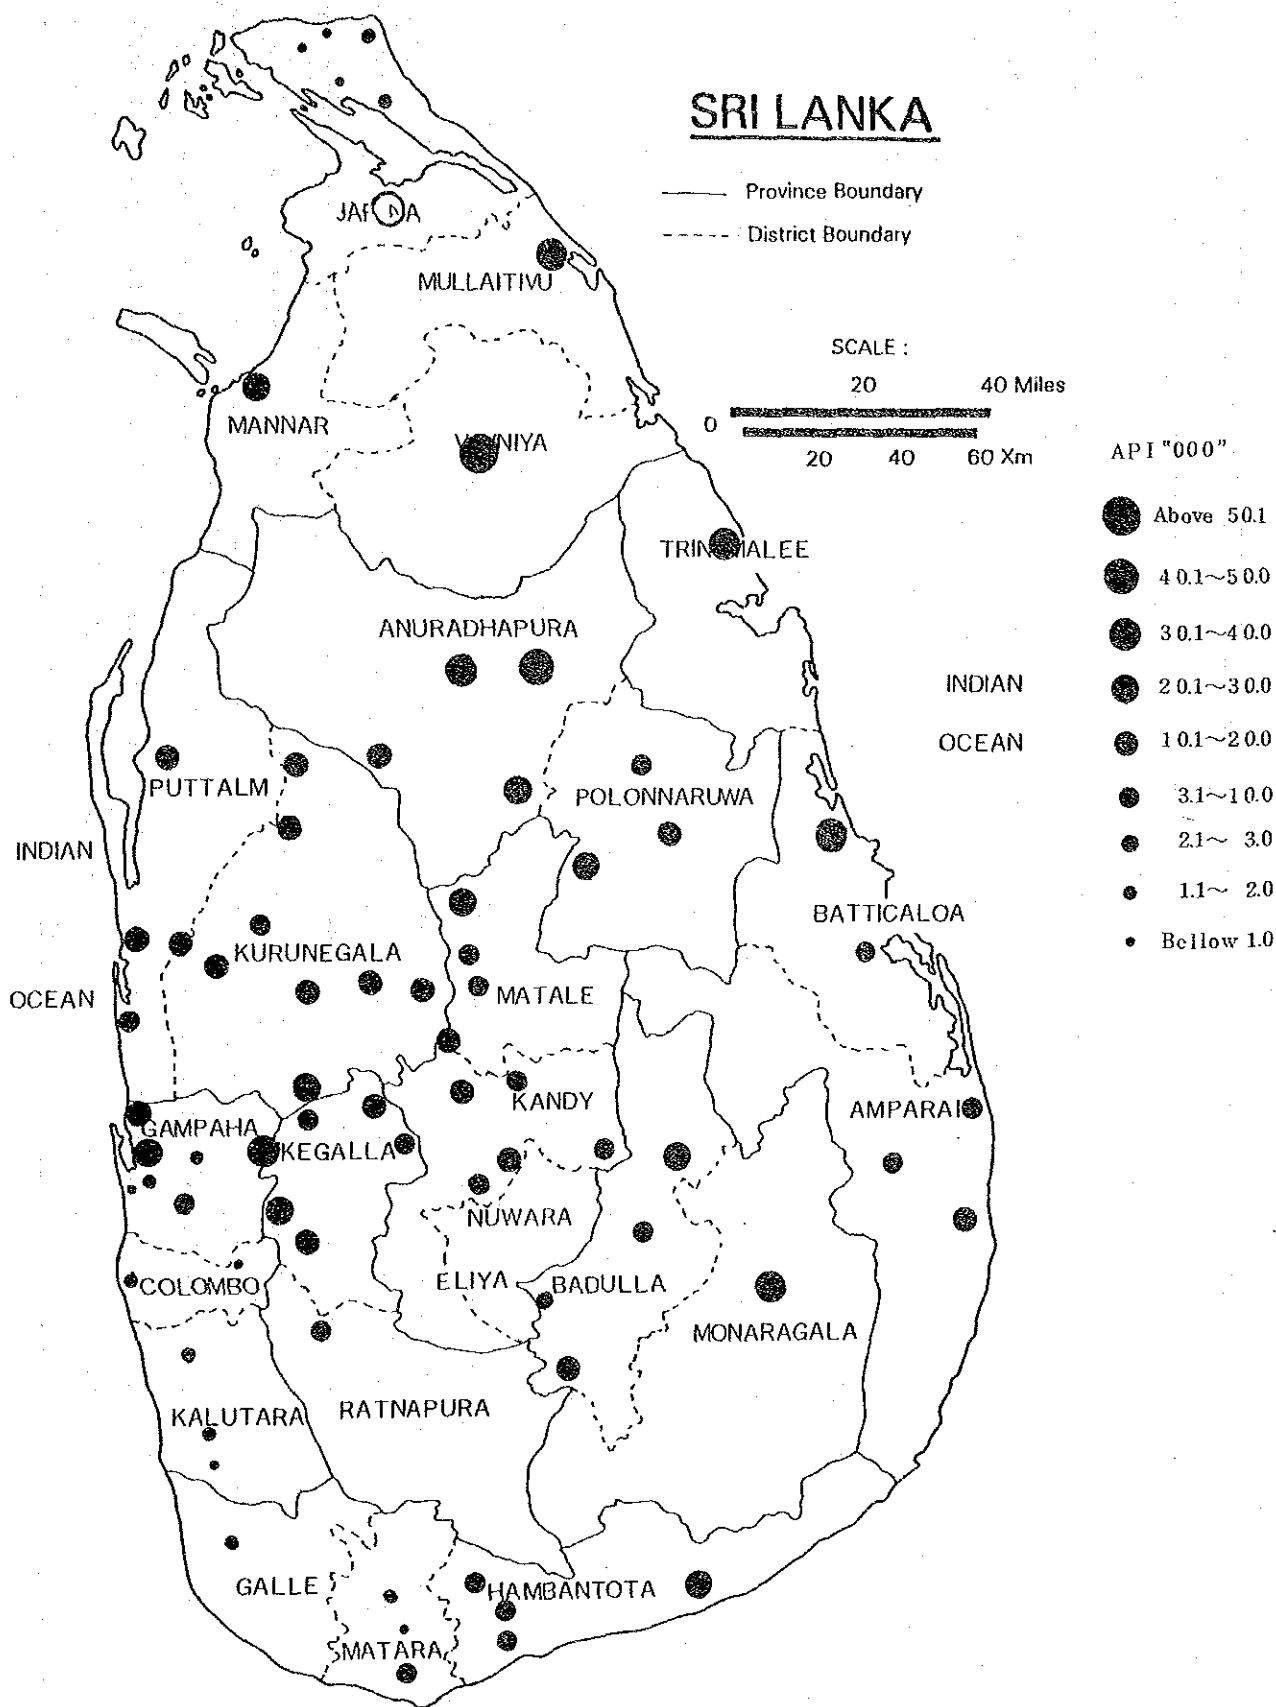 SRI LANKA
Province Boundary
District Boundary
SCALE :
20 40 Miles
0
20 40 60 Xm
API "000"
Above 50.1
40.1~50.0
30.1~40.0
20.1~30.0
10.1~20.0
3.1~10.0
2.1~ 3.0
1.1~ 2.0
Bellow 1.0
MULLAITIVU
MANNAR
ANURADHAPURA
INDIAN
OCEAN
PUTTALM
POLONNARUWA
INDIAN
OCEAN
BATTICALOA
KURUNEGALA
MATALE
KANDY
AMPARAI
GAMPAHA
KEGALLA
NUWARA
ELIYA
COLOMBO
BADULLA
MONARAGALA
KALUTARA
RATNAPURA
GALLE
HAMBANTOTA
MATARA